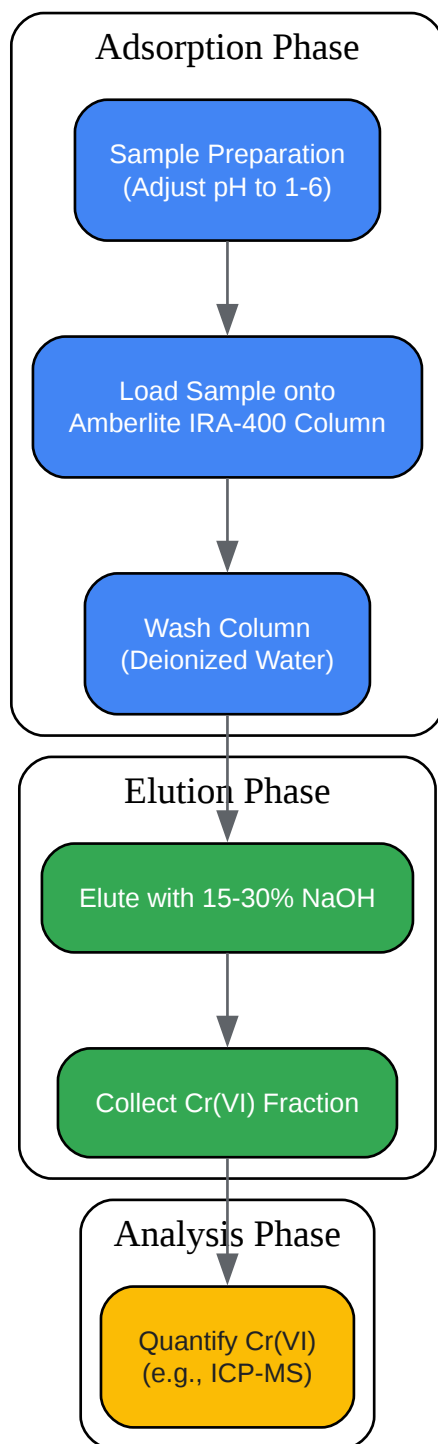 Adsorption Phase
Sample Preparation
(Adjust pH to 1-6)
Load Sample onto
Amberlite IRA-400 Column
Wash Column
(Deionized Water)
Elution Phase
Elute with 15-30% NaOH
Collect Cr(VI) Fraction
Analysis Phase
Quantify Cr(VI)
(e.g., ICP-MS)